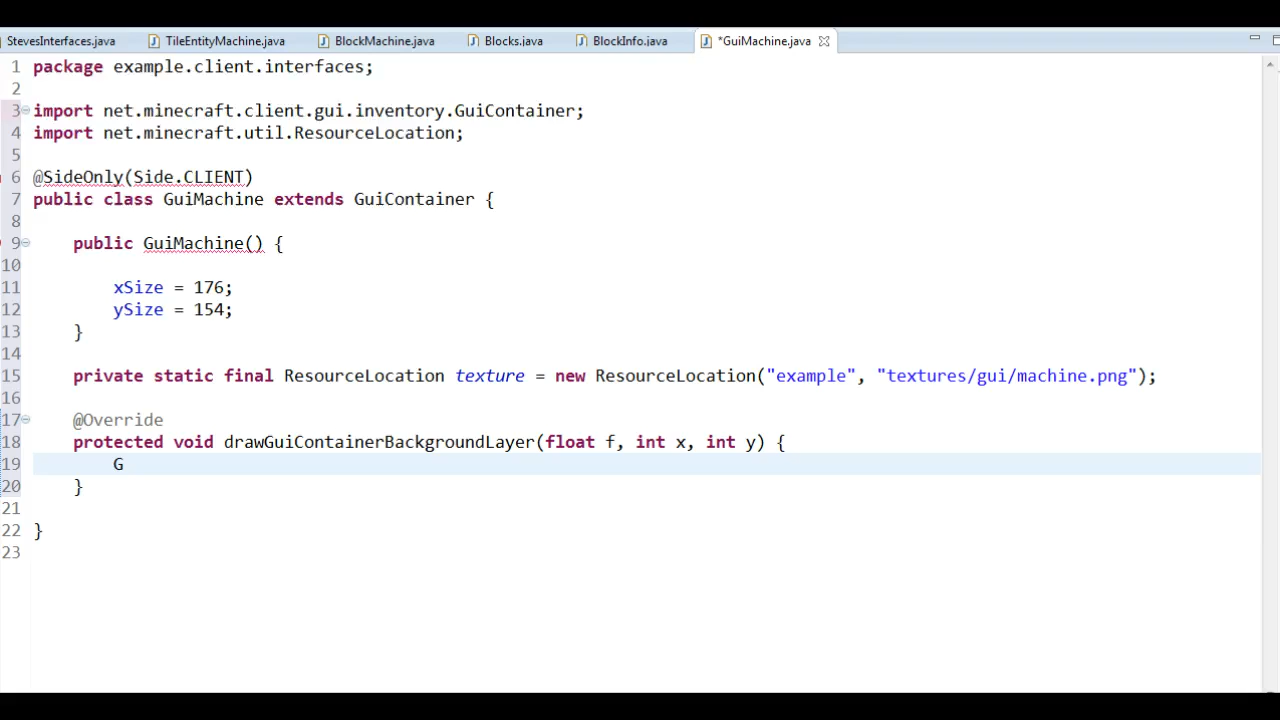 StevesInterfaces.java TileEntityMachine.java BlockMachine.java Blocks.java BlockInfo.java *GuiMachine.java
1 package example.client.interfaces;
2
3 import net.minecraft.client.gui.inventory.GuiContainer;
4 import net.minecraft.util.ResourceLocation;
5
6 @SideOnly(Side.CLIENT)
7 public class GuiMachine extends GuiContainer {
8
9 public GuiMachine() {
10
11 xSize = 176;
12 ySize = 154;
13 }
14
15 private static final ResourceLocation texture = new ResourceLocation("example", "textures/gui/machine.png");
16
17 @Override
18 protected void drawGuiContainerBackgroundLayer(float f, int x, int y) {
19 G
20 }
21
22 }
23